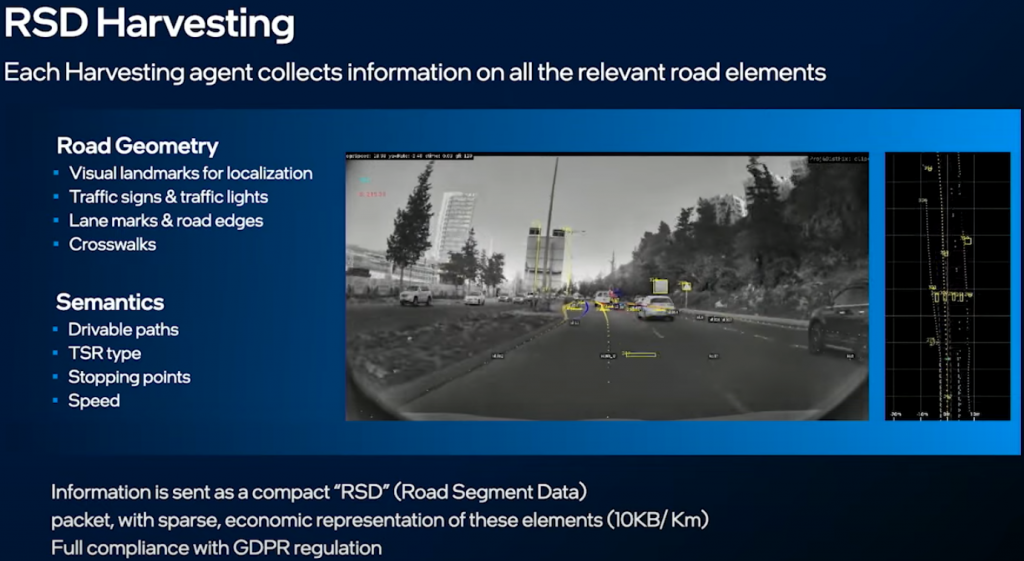 RSD Harvesting
Each Harvesting agent collects information on all the relevant road elements
Road Geometry
Visual landmarks for localization
Traffic signs & traffic lights
Lane marks & road edges
Crosswalks
Semantics
Drivable paths
TSR type
Stopping points
Speed
Information is sent as a compact “RSD” (Road Segment Data)
packet, with sparse, economic representation of these elements (10KB/ Km)
Full compliance with GDPR regulation